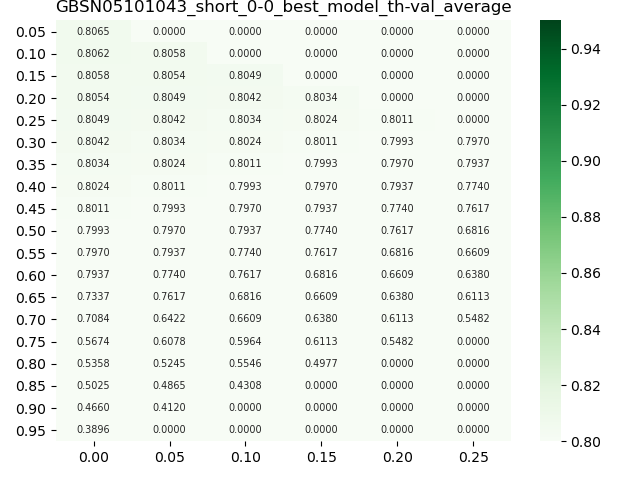 GBSN05101043_short_0-0_best_model_th-val_average
0.05 0.8065 0.0000 0.0000 0.0000 0.0000 0.0000
0.10 0.8062 0.8058 0.0000 0.0000 0.0000 0.0000
0.15 0.8058 0.8054 0.8049 0.0000 0.0000 0.0000
0.20 0.8054 0.8049 0.8042 0.8034 0.0000 0.0000
0.25 0.8049 0.8042 0.8034 0.8024 0.8011 0.0000
0.30 0.8042 0.8034 0.8024 0.8011 0.7993 0.7970
0.35 0.8034 0.8024 0.8011 0.7993 0.7970 0.7937
0.40 0.8024 0.8011 0.7993 0.7970 0.7937 0.7740
0.45 0.8011 0.7993 0.7970 0.7937 0.7740 0.7617
0.50 0.7993 0.7970 0.7937 0.7740 0.7617 0.6816
0.55 0.7970 0.7937 0.7740 0.7617 0.6816 0.6609
0.60 0.7937 0.7740 0.7617 0.6816 0.6609 0.6380
0.65 0.7337 0.7617 0.6816 0.6609 0.6380 0.6113
0.70 0.7084 0.6422 0.6609 0.6380 0.6113 0.5482
0.75 0.5674 0.6078 0.5964 0.6113 0.5482 0.0000
0.80 0.5358 0.5245 0.5546 0.4977 0.0000 0.0000
0.85 0.5025 0.4865 0.4308 0.0000 0.0000 0.0000
0.90 0.4660 0.4120 0.0000 0.0000 0.0000 0.0000
0.95 0.3896 0.0000 0.0000 0.0000 0.0000 0.0000
0.00 0.05 0.10 0.15 0.20 0.25
0.94
0.92
0.90
0.88
0.86
0.84
0.82
0.80